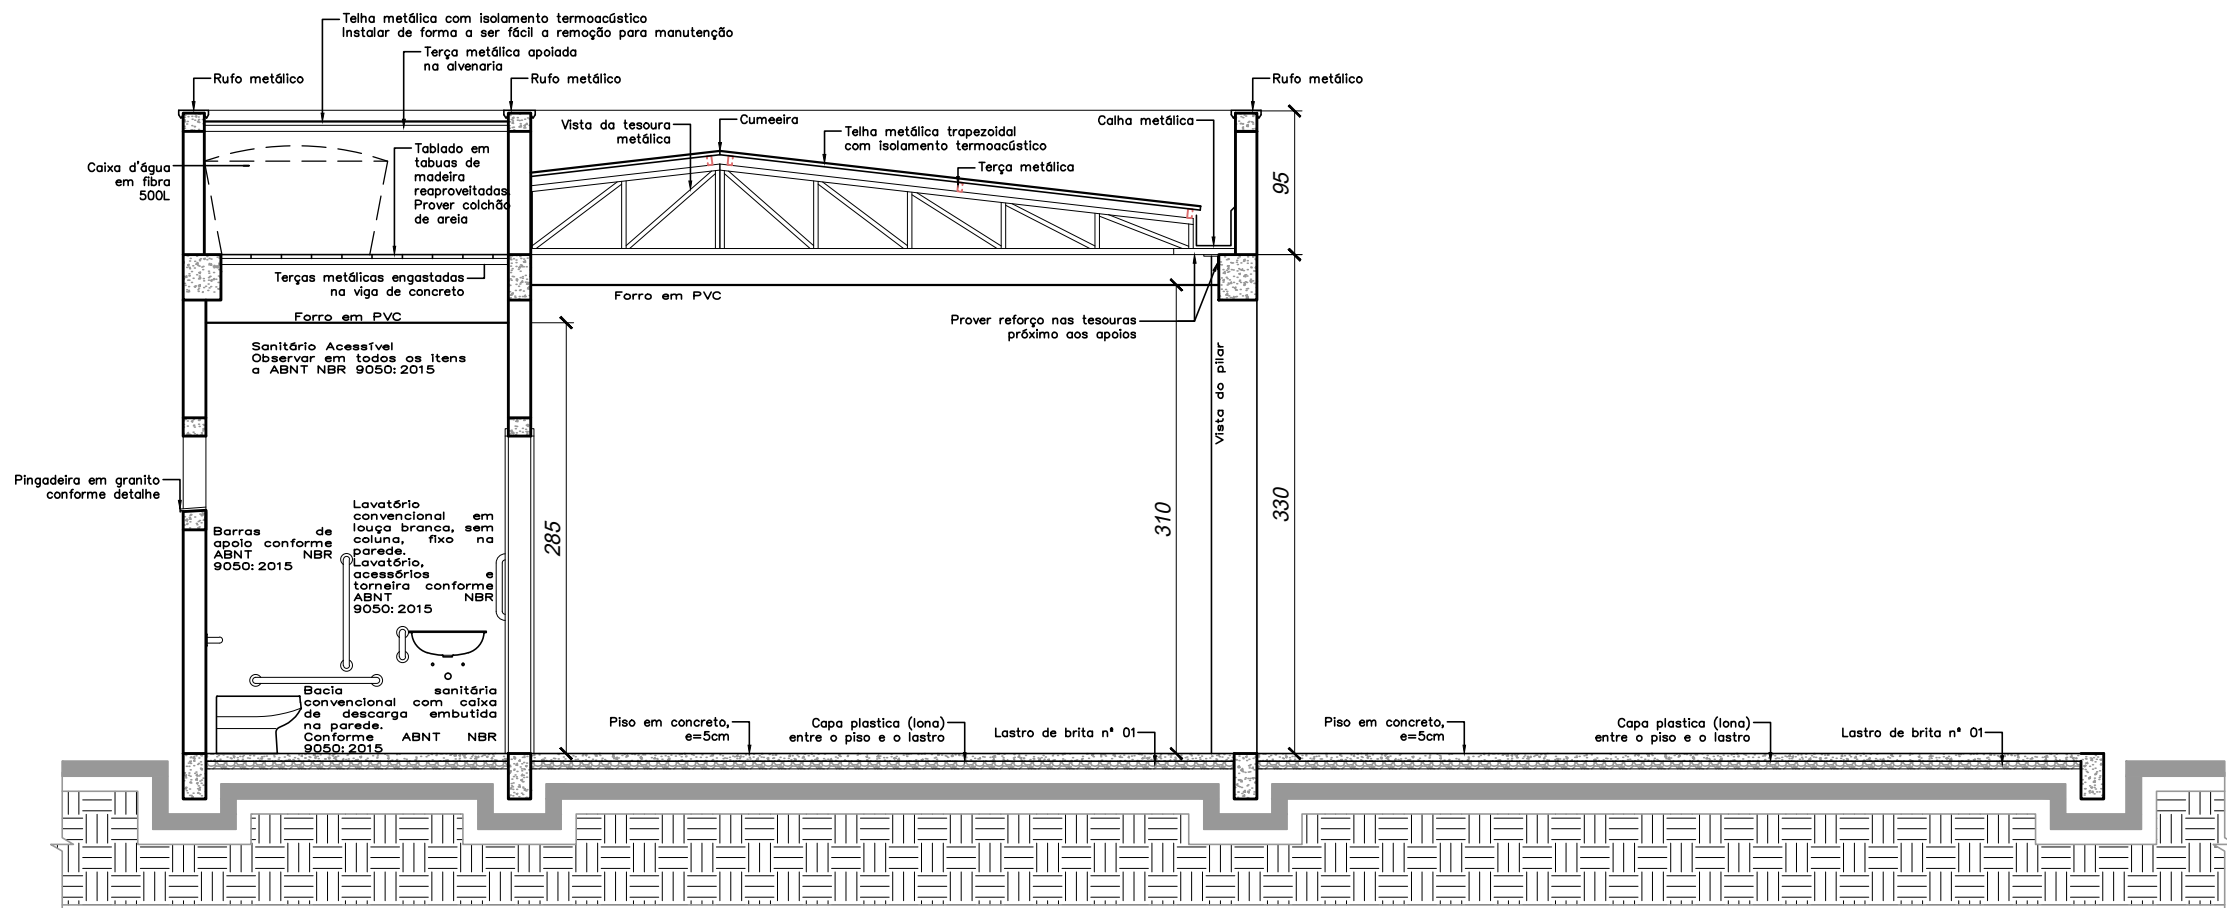 Telha metálica com isolamento termoacústico
Instalar de forma a ser fácil a remoção para manutenção
Terça metálica apoiada
na alvenaria
Rufo metálico
Rufo metálico
Rufo metálico
Vista da tesoura
metálica
Cumeeira
Telha metálica trapezoidal
com isolamento termoacústico
Calha metálica
Terça metálica
Caixa d'água
em fibra
500L
Tablado em
tabuas de
madeira
reaproveitadas.
Prover colchão
de areia
95
Terças metálicas engastadas
na viga de concreto
Forro em PVC
Forro em PVC
Prover reforço nas tesouras
próximo aos apoios
Sanitário Acessível
Observar em todos os itens
a ABNT NBR 9050:2015
Vista do pilar
Pingadeira em granito
conforme detalhe
Barras de
apoio conforme
ABNT NBR
9050:2015
Lavatório
convencional em
louça branca, sem
coluna, fixo na
parede.
Lavatório,
acessórios e
torneira conforme
ABNT NBR
9050:2015
285
310
330
Bacia sanitária
convencional com caixa
de descarga embutida
na parede.
Conforme ABNT NBR
9050:2015
Piso em concreto,
e=5cm
Capa plastica (lona)
entre o piso e o lastro
Lastro de brita n° 01
Piso em concreto,
e=5cm
Capa plastica (lona)
entre o piso e o lastro
Lastro de brita n° 01